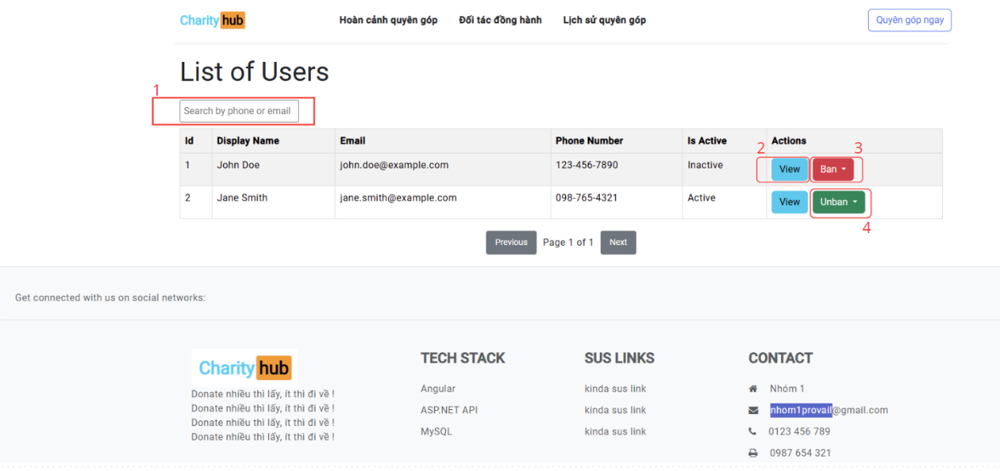 Charity hub
Hoàn cảnh quyên góp
Đối tác đồng hành
Lịch sử quyên góp
Quyên góp ngay
List of Users
1
Search by phone or email
Id Display Name Email Phone Number Is Active Actions
2 3
1 John Doe john.doe@example.com 123-456-7890 Inactive View Ban
2 Jane Smith jane.smith@example.com 098-765-4321 Active View Unban
4
Previous Page 1 of 1 Next
Get connected with us on social networks:
Charity hub
Donate nhiều thì lấy, ít thì đi về !
Donate nhiều thì lấy, ít thì đi về !
Donate nhiều thì lấy, ít thì đi về !
Donate nhiều thì lấy, ít thì đi về !
TECH STACK
Angular
ASP.NET API
MySQL
SUS LINKS
kinda sus link
kinda sus link
kinda sus link
CONTACT
Nhóm 1
nhom1provail@gmail.com
0123 456 789
0987 654 321